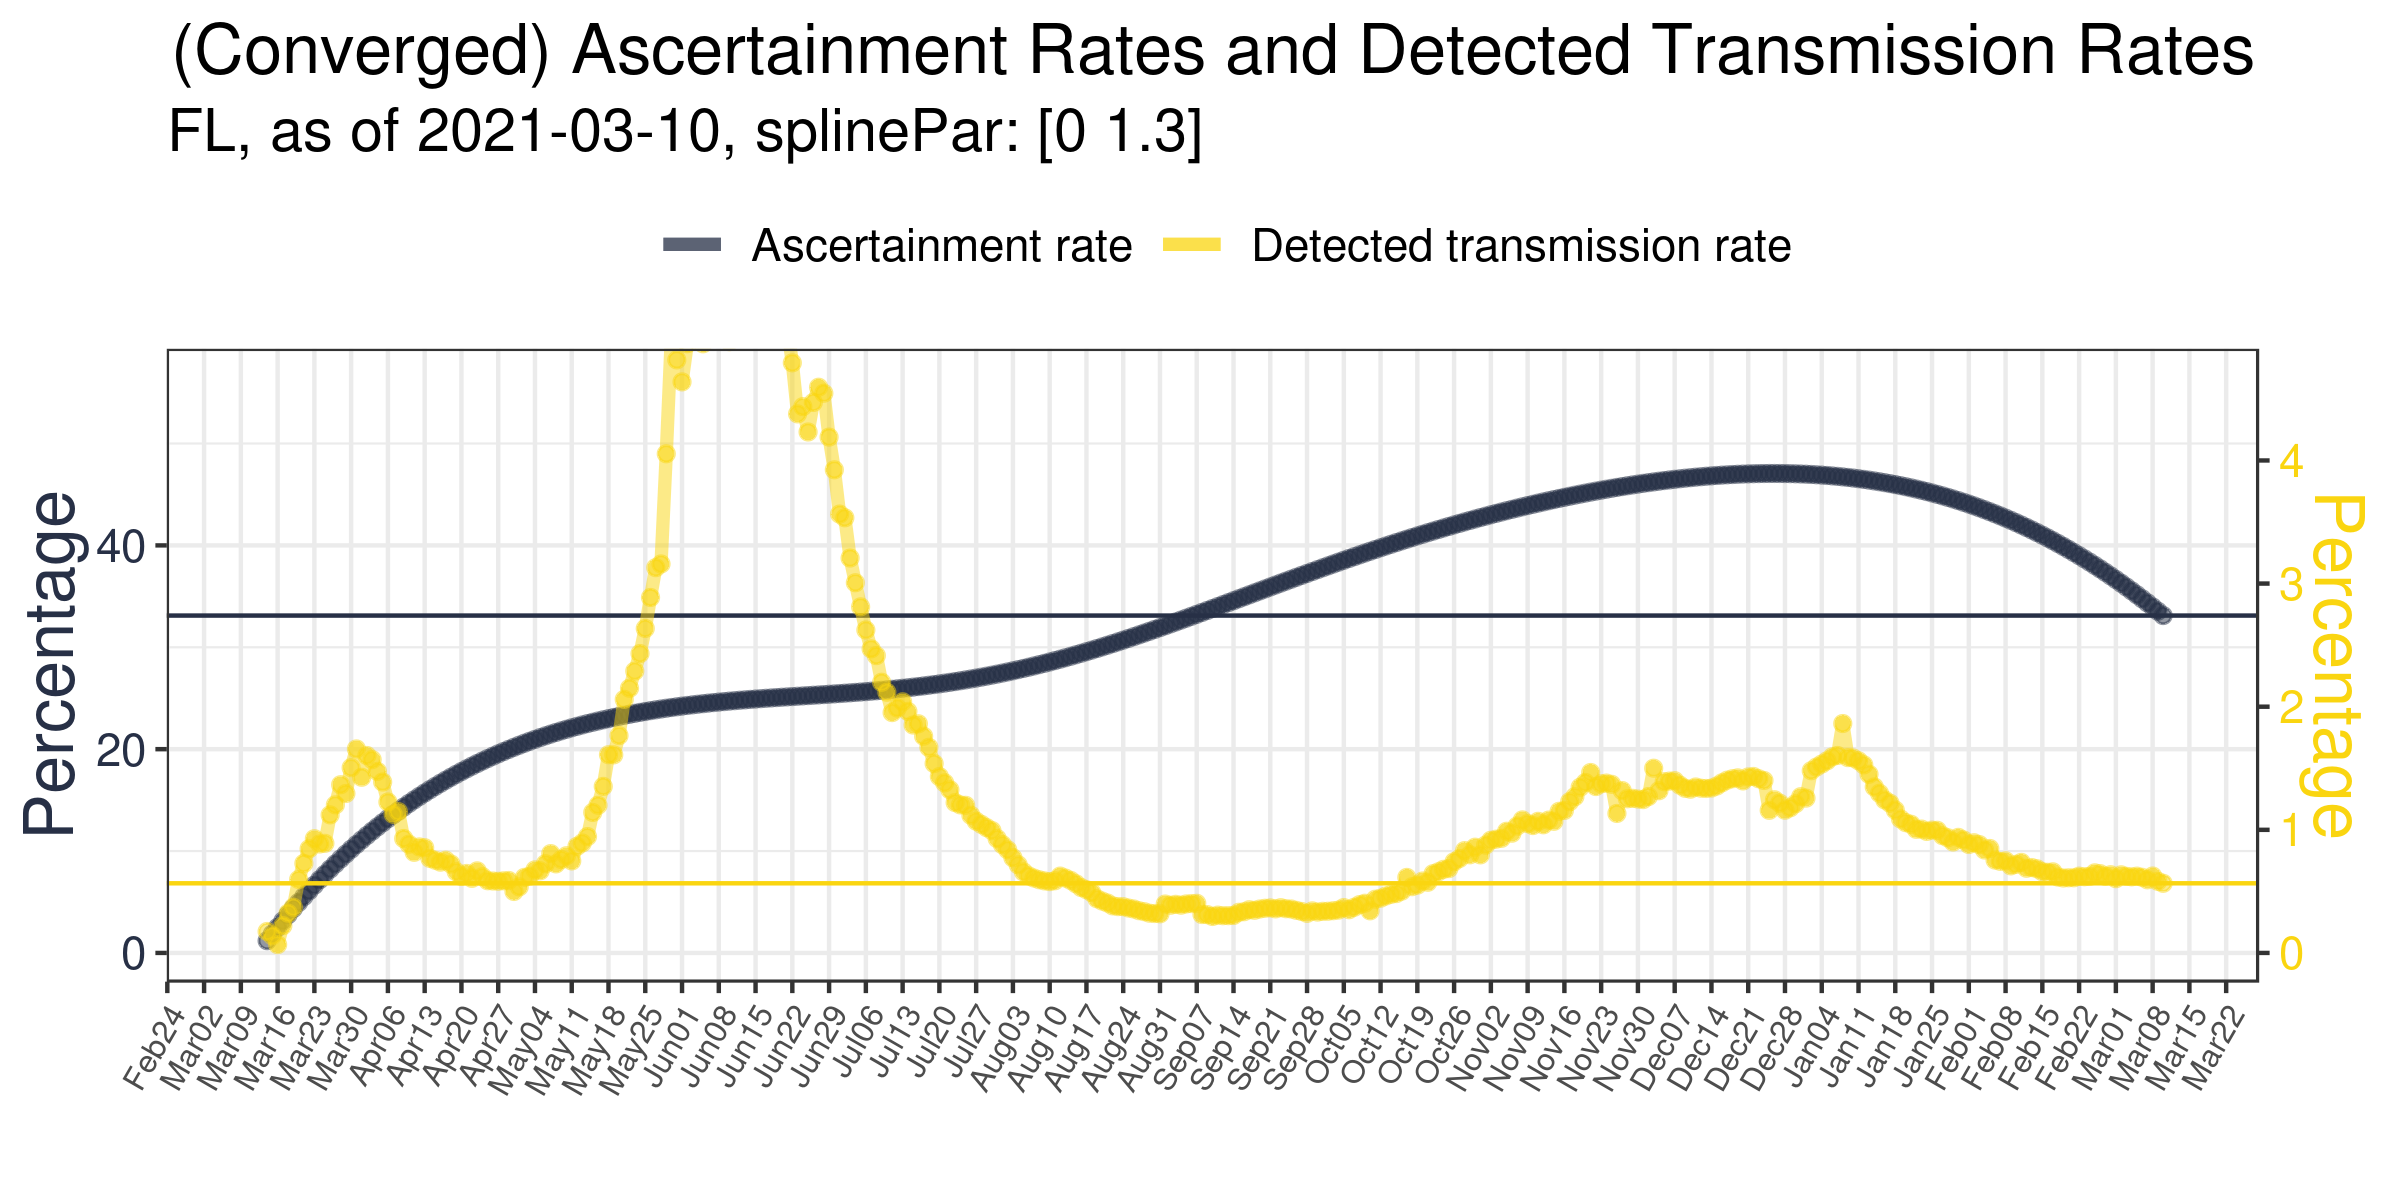 (Converged) Ascertainment Rates and Detected Transmission Rates
FL, as of 2021-03-10, splinePar: [0 1.3]
Ascertainment rate
Detected transmission rate
Percentage
40
20
0
4
3
2
1
0
Percentage
Feb24
Mar02
Mar09
Mar16
Mar23
Mar30
Apr06
Apr13
Apr20
Apr27
May04
May11
May18
May25
Jun01
Jun08
Jun15
Jun22
Jun29
Jul06
Jul13
Jul20
Jul27
Aug03
Aug10
Aug17
Aug24
Aug31
Sep07
Sep14
Sep21
Sep28
Oct05
Oct12
Oct19
Oct26
Nov02
Nov09
Nov16
Nov23
Nov30
Dec07
Dec14
Dec21
Dec28
Jan04
Jan11
Jan18
Jan25
Feb01
Feb08
Feb15
Feb22
Mar01
Mar08
Mar15
Mar22